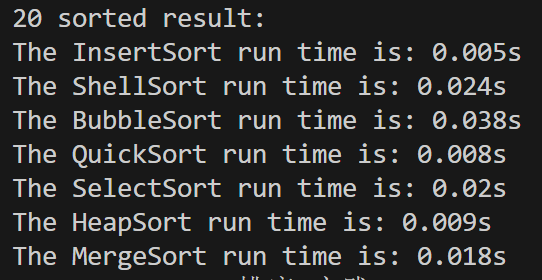 20 sorted result:
The InsertSort run time is: 0.005s
The ShellSort run time is: 0.024s
The BubbleSort run time is: 0.038s
The QuickSort run time is: 0.008s
The SelectSort run time is: 0.02s
The HeapSort run time is: 0.009s
The MergeSort run time is: 0.018s